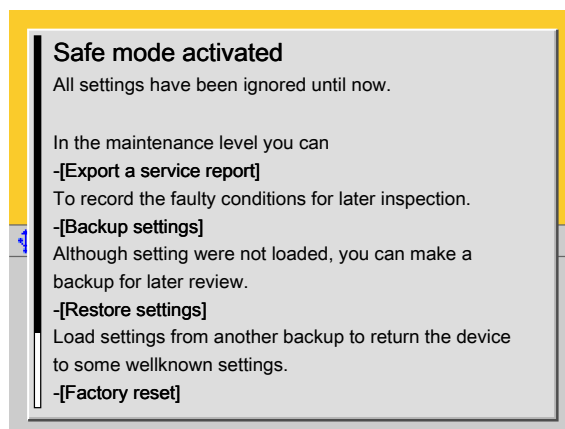 Safe mode activated
All settings have been ignored until now.
In the maintenance level you can
-[Export a service report]
To record the faulty conditions for later inspection.
-[Backup settings]
Although setting were not loaded, you can make a
backup for later review.
-[Restore settings]
Load settings from another backup to return the device
to some wellknown settings.
-[Factory reset]